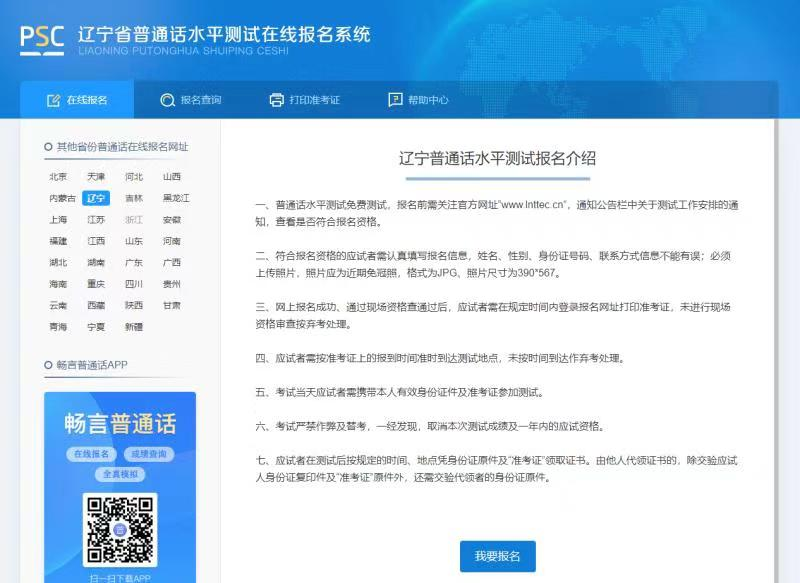 PSC 辽宁省普通话水平测试在线报名系统
LIAONING PUTONGHUA SHUIPING CESHI
在线报名 报名查询 打印准考证 帮助中心
其他省份普通话在线报名网址
北京 天津 河北 山西
内蒙古 辽宁 吉林 黑龙江
上海 江苏 浙江 安徽
福建 江西 山东 河南
湖北 湖南 广东 广西
海南 重庆 四川 贵州
云南 西藏 陕西 甘肃
青海 宁夏 新疆
畅言普通话APP
畅言普通话
在线报名 成绩查询
全真模拟
普
扫一扫下载APP
辽宁普通话水平测试报名介绍
一、普通话水平测试免费测试，报名前需关注官方网址"www.lnttec.cn"，通知公告栏中关于测试工作安排的通
知，查看是否符合报名资格。
二、符合报名资格的应试者需认真填写报名信息，姓名、性别、身份证号码、联系方式信息不能有误；必须
上传照片，照片应为近期免冠照，格式为JPG、照片尺寸为390*567。
三、网上报名成功、通过现场资格查通过后，应试者需在规定时间内登录报名网址打印准考证，未进行现场
资格审查按弃考处理。
四、应试者需按准考证上的报到时间准时到达测试地点，未按时间到达作弃考处理。
五、考试当天应试者需携带本人有效身份证件及准考证参加测试。
六、考试严禁作弊及替考，一经发现，取消本次测试成绩及一年内的应试资格。
七、应试者在测试后按规定的时间、地点凭身份证原件及"准考证"领取证书。由他人代领证书的，除交验应试
人身份证复印件及"准考证"原件外，还需交验代领者的身份证原件。
我要报名